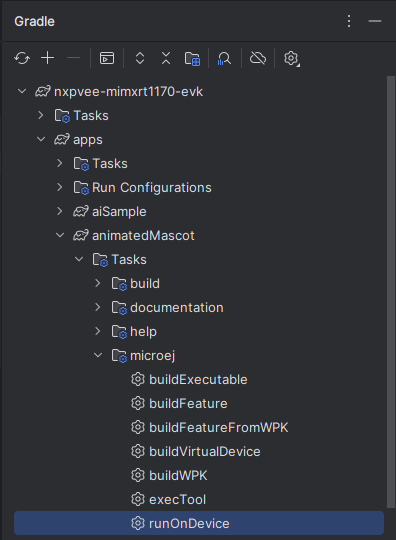 Gradle
nxpvee-mimxrt1170-evk
Tasks
apps
Tasks
Run Configurations
aiSample
animatedMascot
Tasks
build
documentation
help
microej
buildExecutable
buildFeature
buildFeatureFromWPK
buildVirtualDevice
buildWPK
execTool
runOnDevice